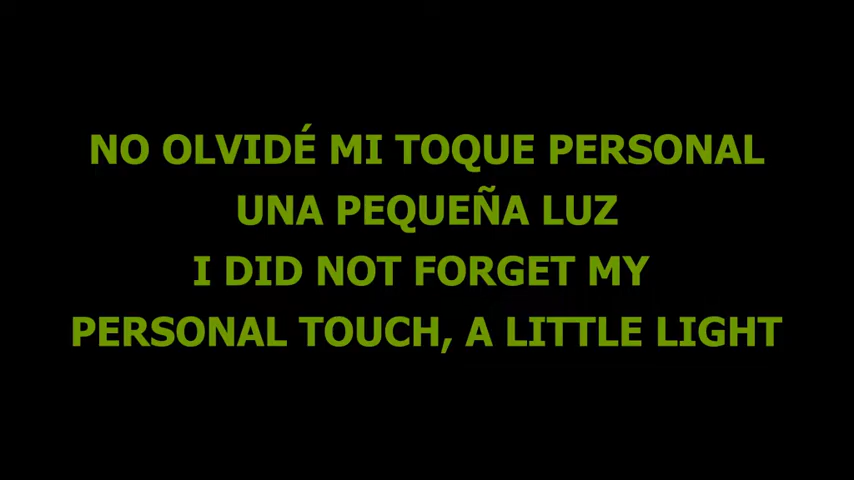 NO OLVIDÉ MI TOQUE PERSONAL
UNA PEQUEÑA LUZ
I DID NOT FORGET MY
PERSONAL TOUCH, A LITTLE LIGHT